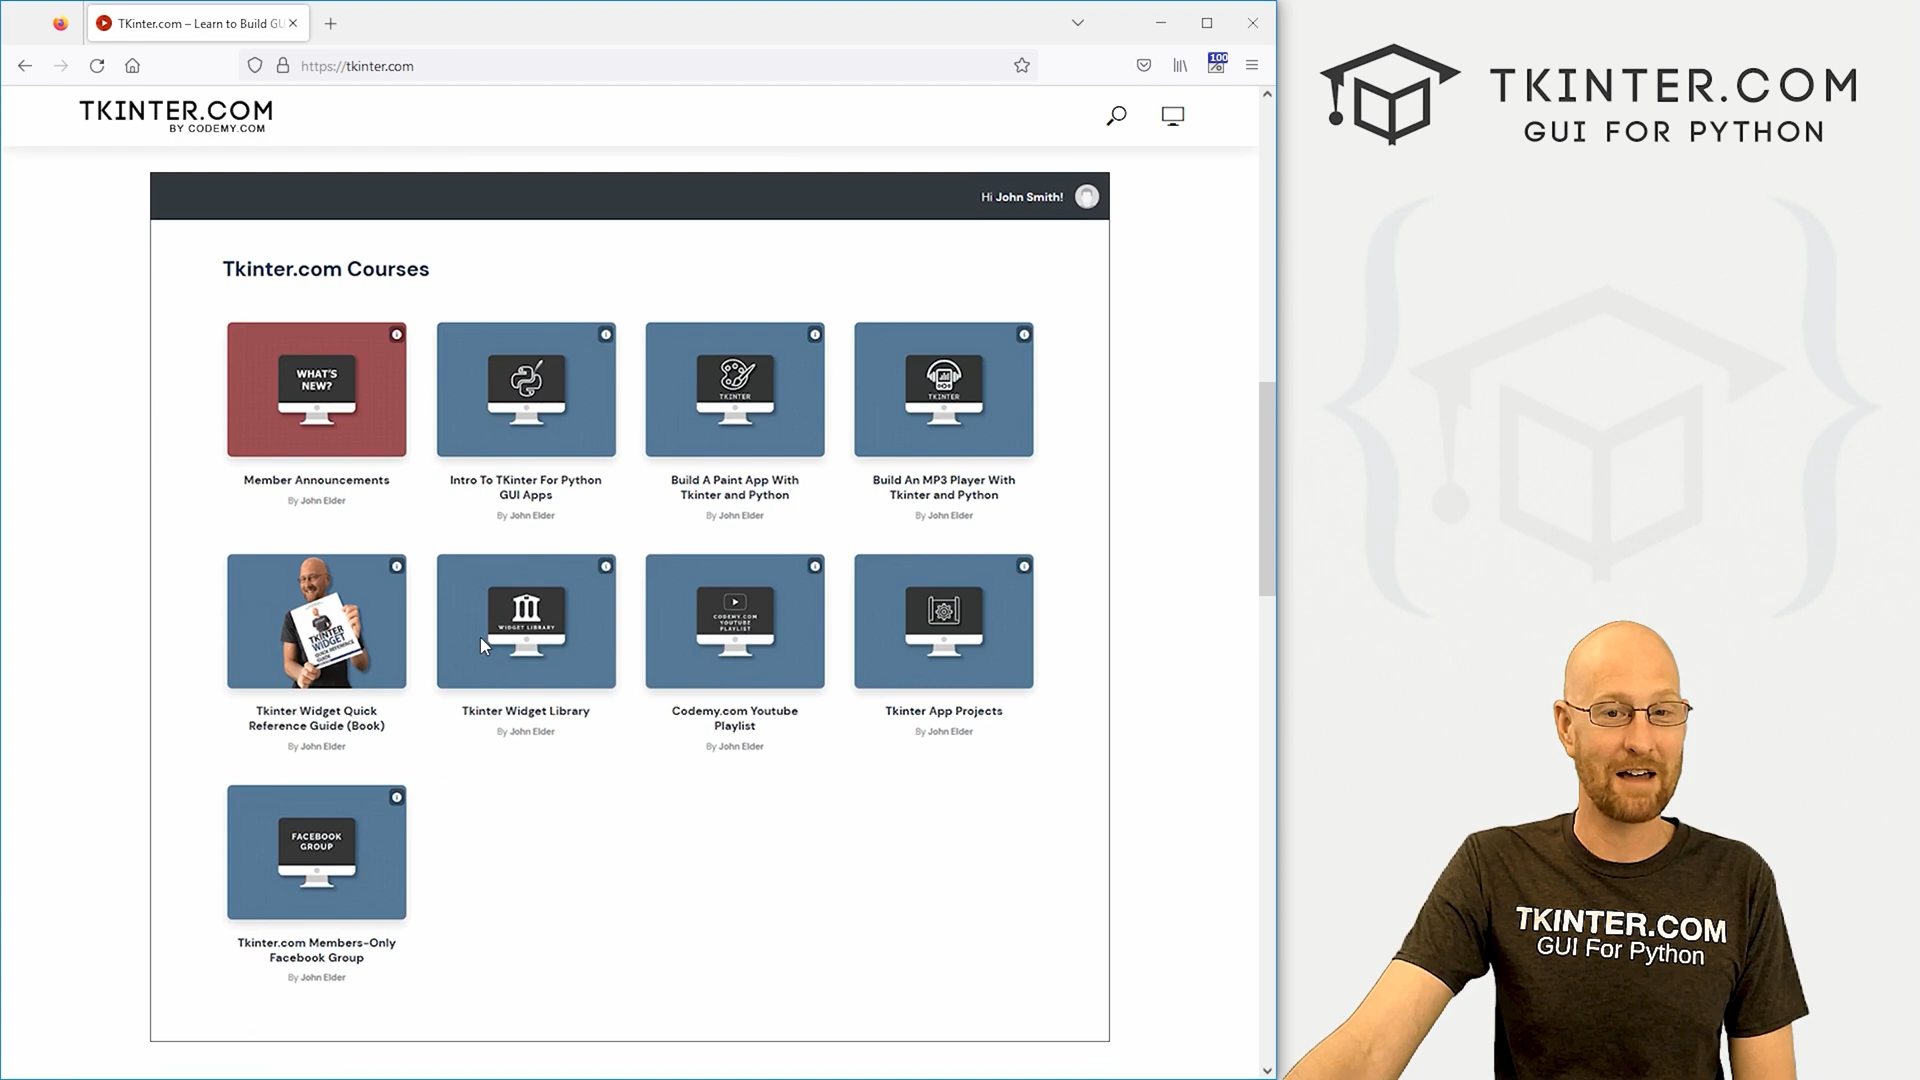 TKinter.com – Learn to Build GU
100
https://tkinter.com
TKINTER.COM
BY CODEMY.COM
Hi John Smith!
Tkinter.com Courses
WHAT'S
NEW?
TKINTER
TKINTER
Member Announcements
By John Elder
Intro To TKinter For Python
GUI Apps
By John Elder
Build A Paint App With
Tkinter and Python
By John Elder
Build An MP3 Player With
Tkinter and Python
By John Elder
TKINTER
WIDGET
QUICK REFERENCE
GUIDE
WIDGET LIBRARY
CODEMY.COM
YOUTUBE
PLAYLIST
Tkinter Widget Quick
Reference Guide (Book)
By John Elder
Tkinter Widget Library
By John Elder
Codemy.com Youtube
Playlist
By John Elder
Tkinter App Projects
By John Elder
FACEBOOK
GROUP
Tkinter.com Members-Only
Facebook Group
By John Elder
TKINTER.COM
GUI FOR PYTHON
TKINTER.COM
GUI For Python